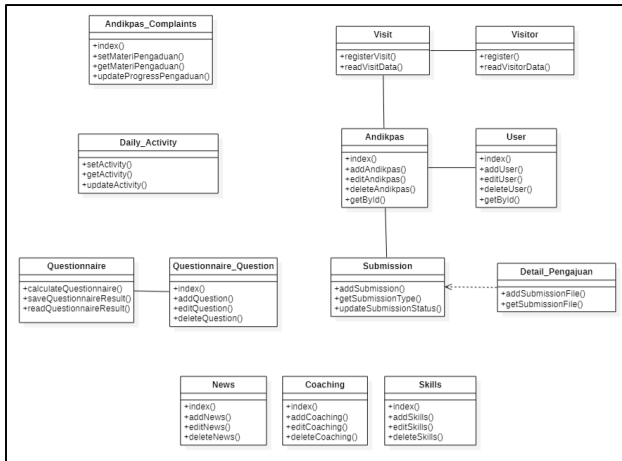 Andikpas_Complaints
+index()
+setMateriPengaduan()
+getMateriPengaduan()
+updateProgressPengaduan()
Visit
+registerVisit()
+readVisitData()
Visitor
+register()
+readVisitorData()
Daily_Activity
+setActivity()
+getActivity()
+updateActivity()
Andikpas
+index()
+addAndikpas()
+editAndikpas()
+deleteAndikpas()
+getById()
User
+index()
+addUser()
+editUser()
+deleteUser()
+getById()
Questionnaire
+calculateQuestionnaire()
+saveQuestionnaireResult()
+readQuestionnaireResult()
Questionnaire_Question
+index()
+addQuestion()
+editQuestion()
+deleteQuestion()
Submission
+addSubmission()
+getSubmissionType()
+updateSubmissionStatus()
Detail_Pengajuan
+addSubmissionFile()
+getSubmissionFile()
News
+index()
+addNews()
+editNews()
+deleteNews()
Coaching
+index()
+addCoaching()
+editCoaching()
+deleteCoaching()
Skills
+index()
+addSkills()
+editSkills()
+deleteSkills()